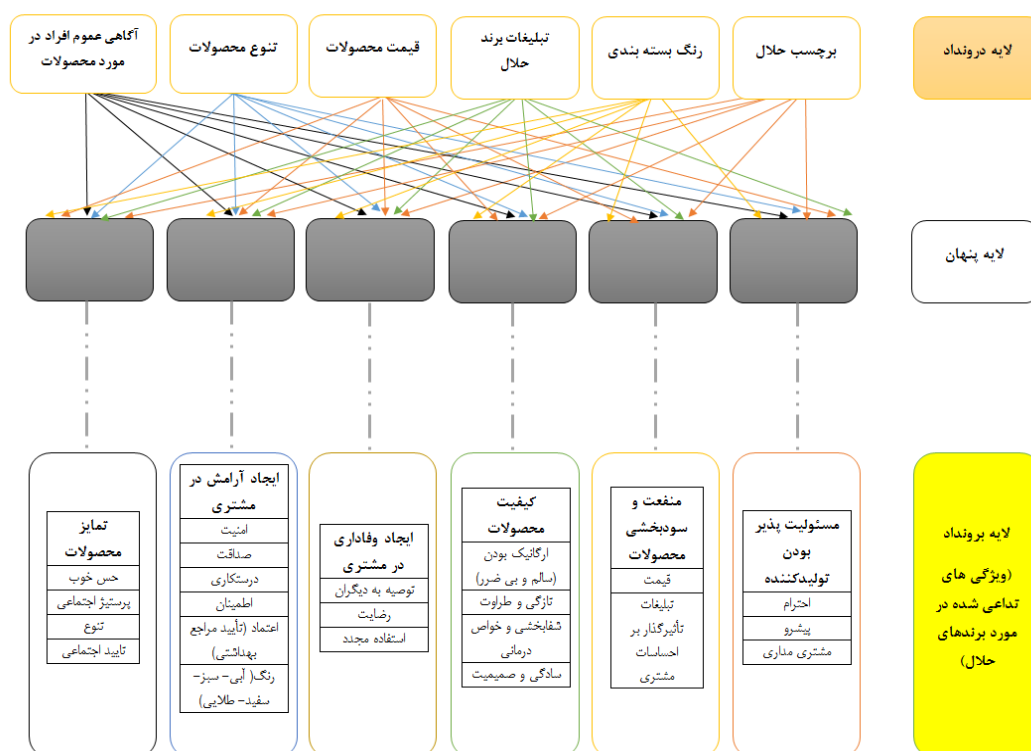 لایه درونداد
برچسب حلال
رنگ بسته بندی
تبلیغات برند
حلال
قیمت محصولات
تنوع محصولات
آگاهی عموم افراد در
مورد محصولات
لایه پنهان
لایه برونداد
(ویژگی های
تداعی شده در
مورد برندهای
حلال)
مسئولیت پذیر
بودن
تولیدکننده
احترام
پیشرو
مشتری مداری
منفعت و
سودبخشی
محصولات
قیمت
تبلیغات
تأثیرگذار بر
احساسات
مشتری
کیفیت
محصولات
ارگانیک بودن
(سالم و بی ضرر)
تازگی و طراوت
شفابخشی و خواص
درمانی
سادگی و صمیمیت
ایجاد وفاداری
در مشتری
توصیه به دیگران
رضایت
استفاده مجدد
ایجاد آرامش در
مشتری
امنیت
صداقت
درستکاری
اطمینان
اعتماد (تأیید مراجع
بهداشتی)
رنگ( آبی- سبز-
سفید- طلایی)
تمایز
محصولات
حس خوب
پرستیژ اجتماعی
تنوع
تایید اجتماعی